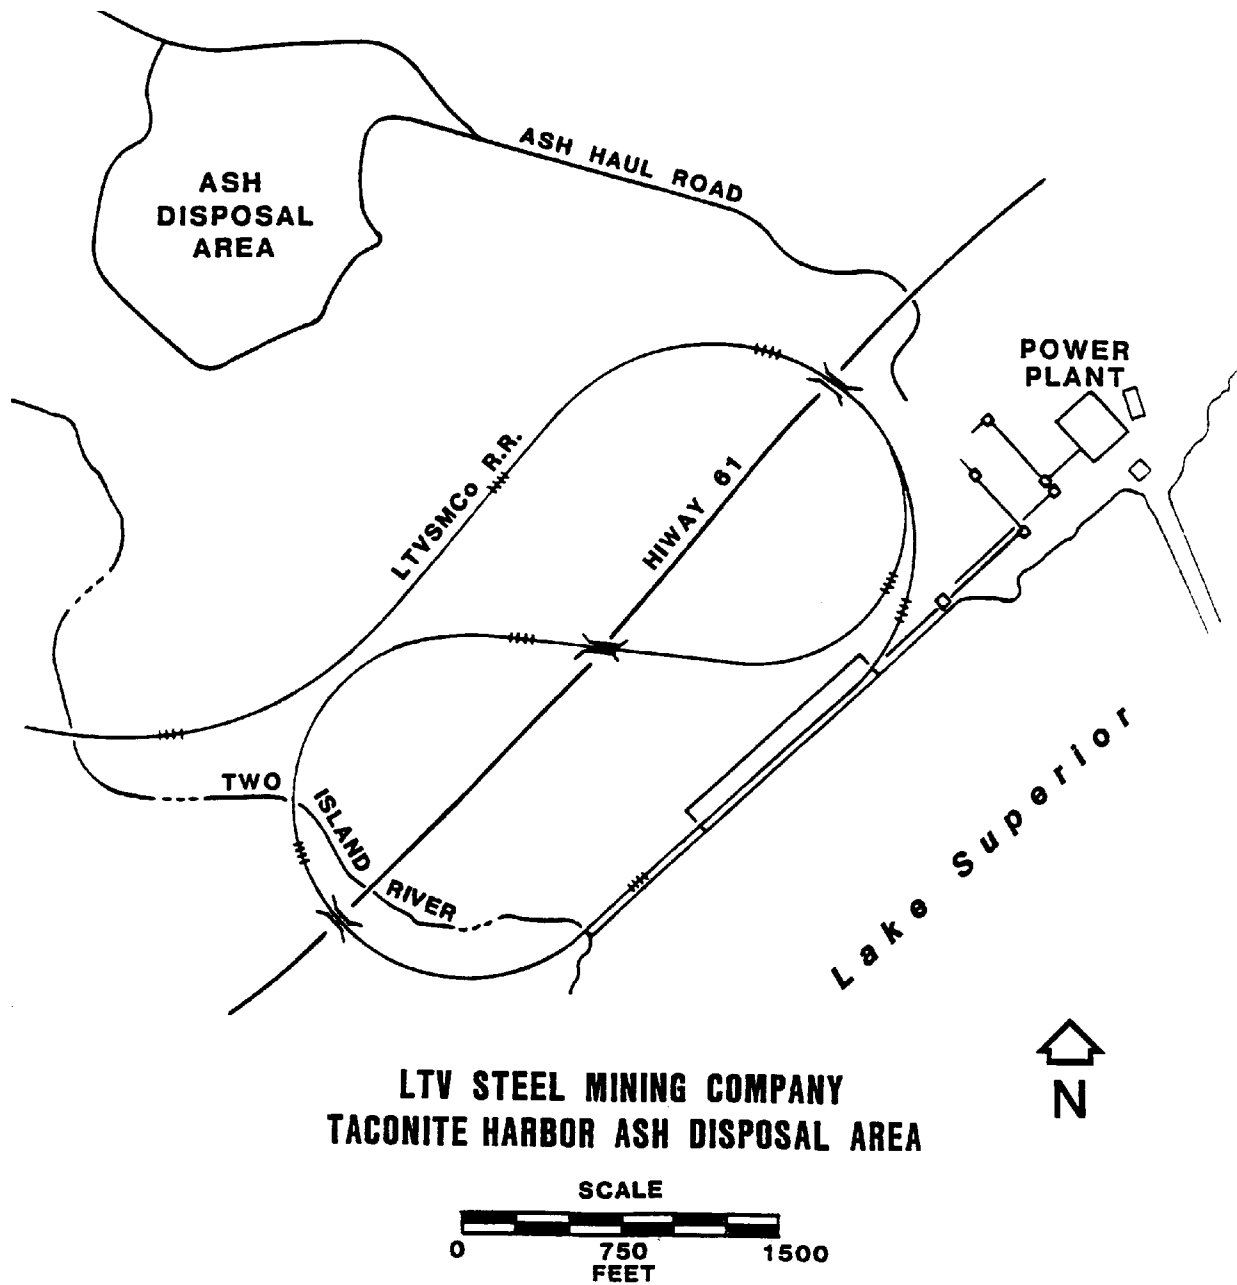 ASH HAUL ROAD
ASH
DISPOSAL
AREA
POWER
PLANT
LTVSMCo R.R.
HIWAY 61
TWO
ISLAND
RIVER
Lake Superior
N
LTV STEEL MINING COMPANY
TACONITE HARBOR ASH DISPOSAL AREA
SCALE
0 750 1500
FEET